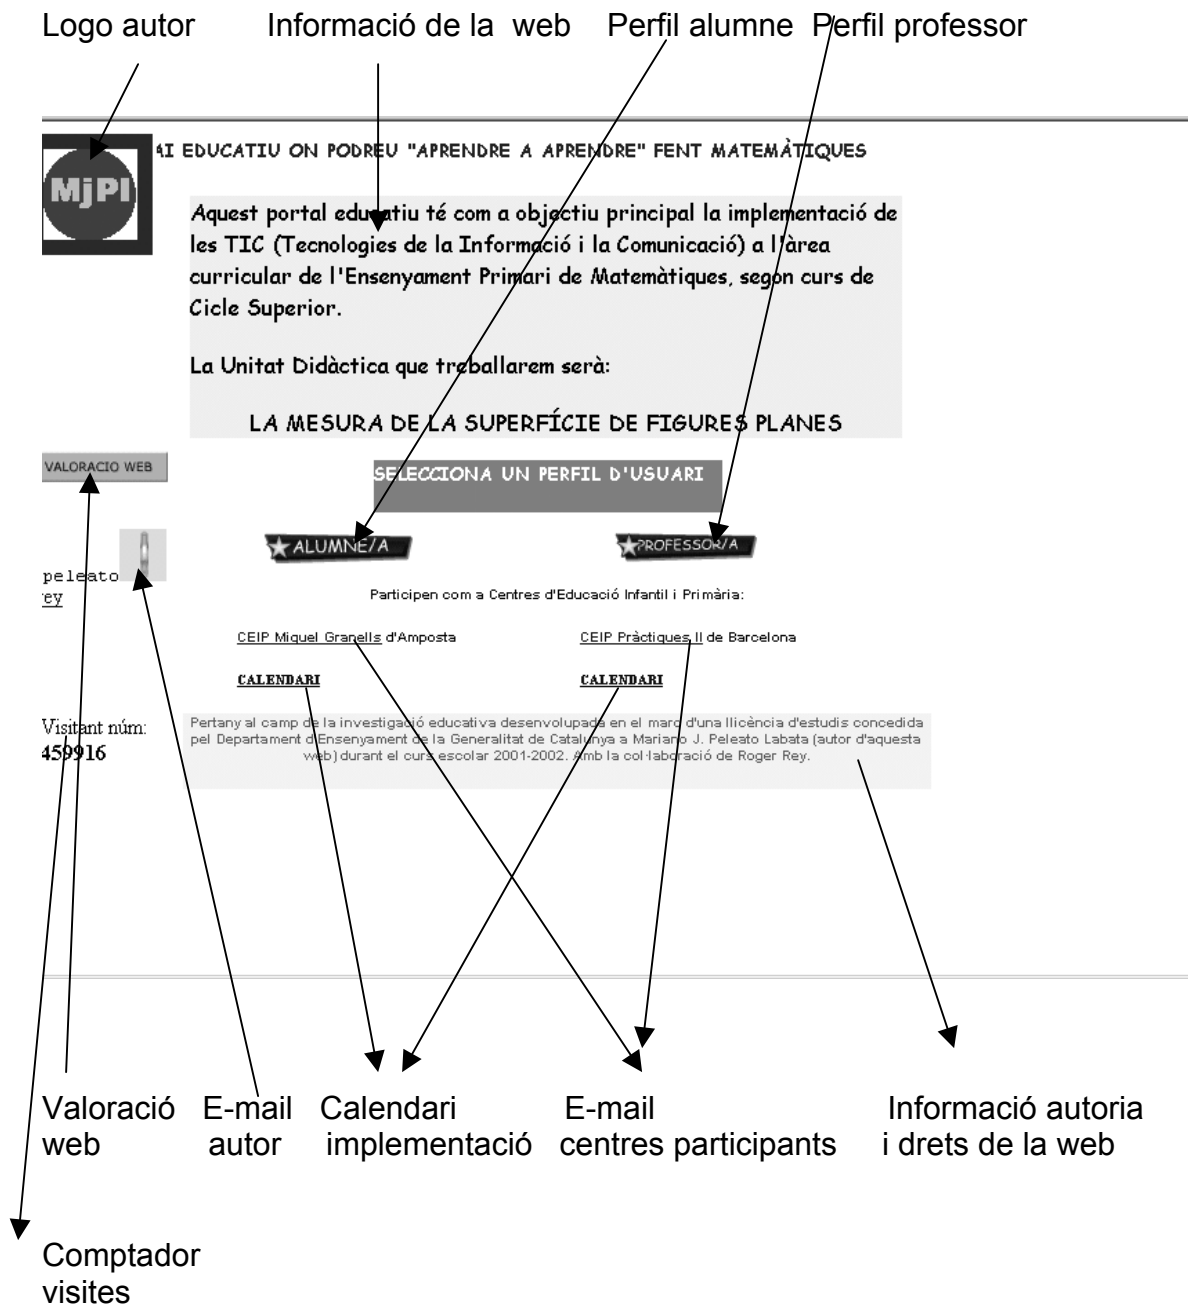 Logo autor Informació de la web Perfil alumne Perfil professor
AI EDUCATIU ON PODREU "APRENDRE A APRENDRE" FENT MATEMÀTIQUES
MjPl
Aquest portal educatiu té com a objectiu principal la implementació de
les TIC (Tecnologies de la Informació i la Comunicació) a l'àrea
curricular de l'Ensenyament Primari de Matemàtiques, segon curs de
Cicle Superior.
La Unitat Didàctica que treballarem serà:
LA MESURA DE LA SUPERFÍCIE DE FIGURES PLANES
VALORACIO WEB
SELECCIONA UN PERFIL D'USUARI
ALUMNE/A PROFESSOR/A
peleato
rey
Participen com a Centres d'Educació Infantil i Primària:
CEIP Miquel Granells d'Amposta CEIP Pràctiques II de Barcelona
CALENDARI CALENDARI
Visitant núm:
459916
Pertany al camp de la investigació educativa desenvolupada en el marc d'una llicència d'estudis concedida
pel Departament d'Ensenyament de la Generalitat de Catalunya a Mariano J. Peleato Labata (autor d'aquesta
web) durant el curs escolar 2001-2002. Amb la col·laboració de Roger Rey.
Valoració E-mail Calendari E-mail Informació autoria
web autor implementació centres participants i drets de la web
Comptador
visites